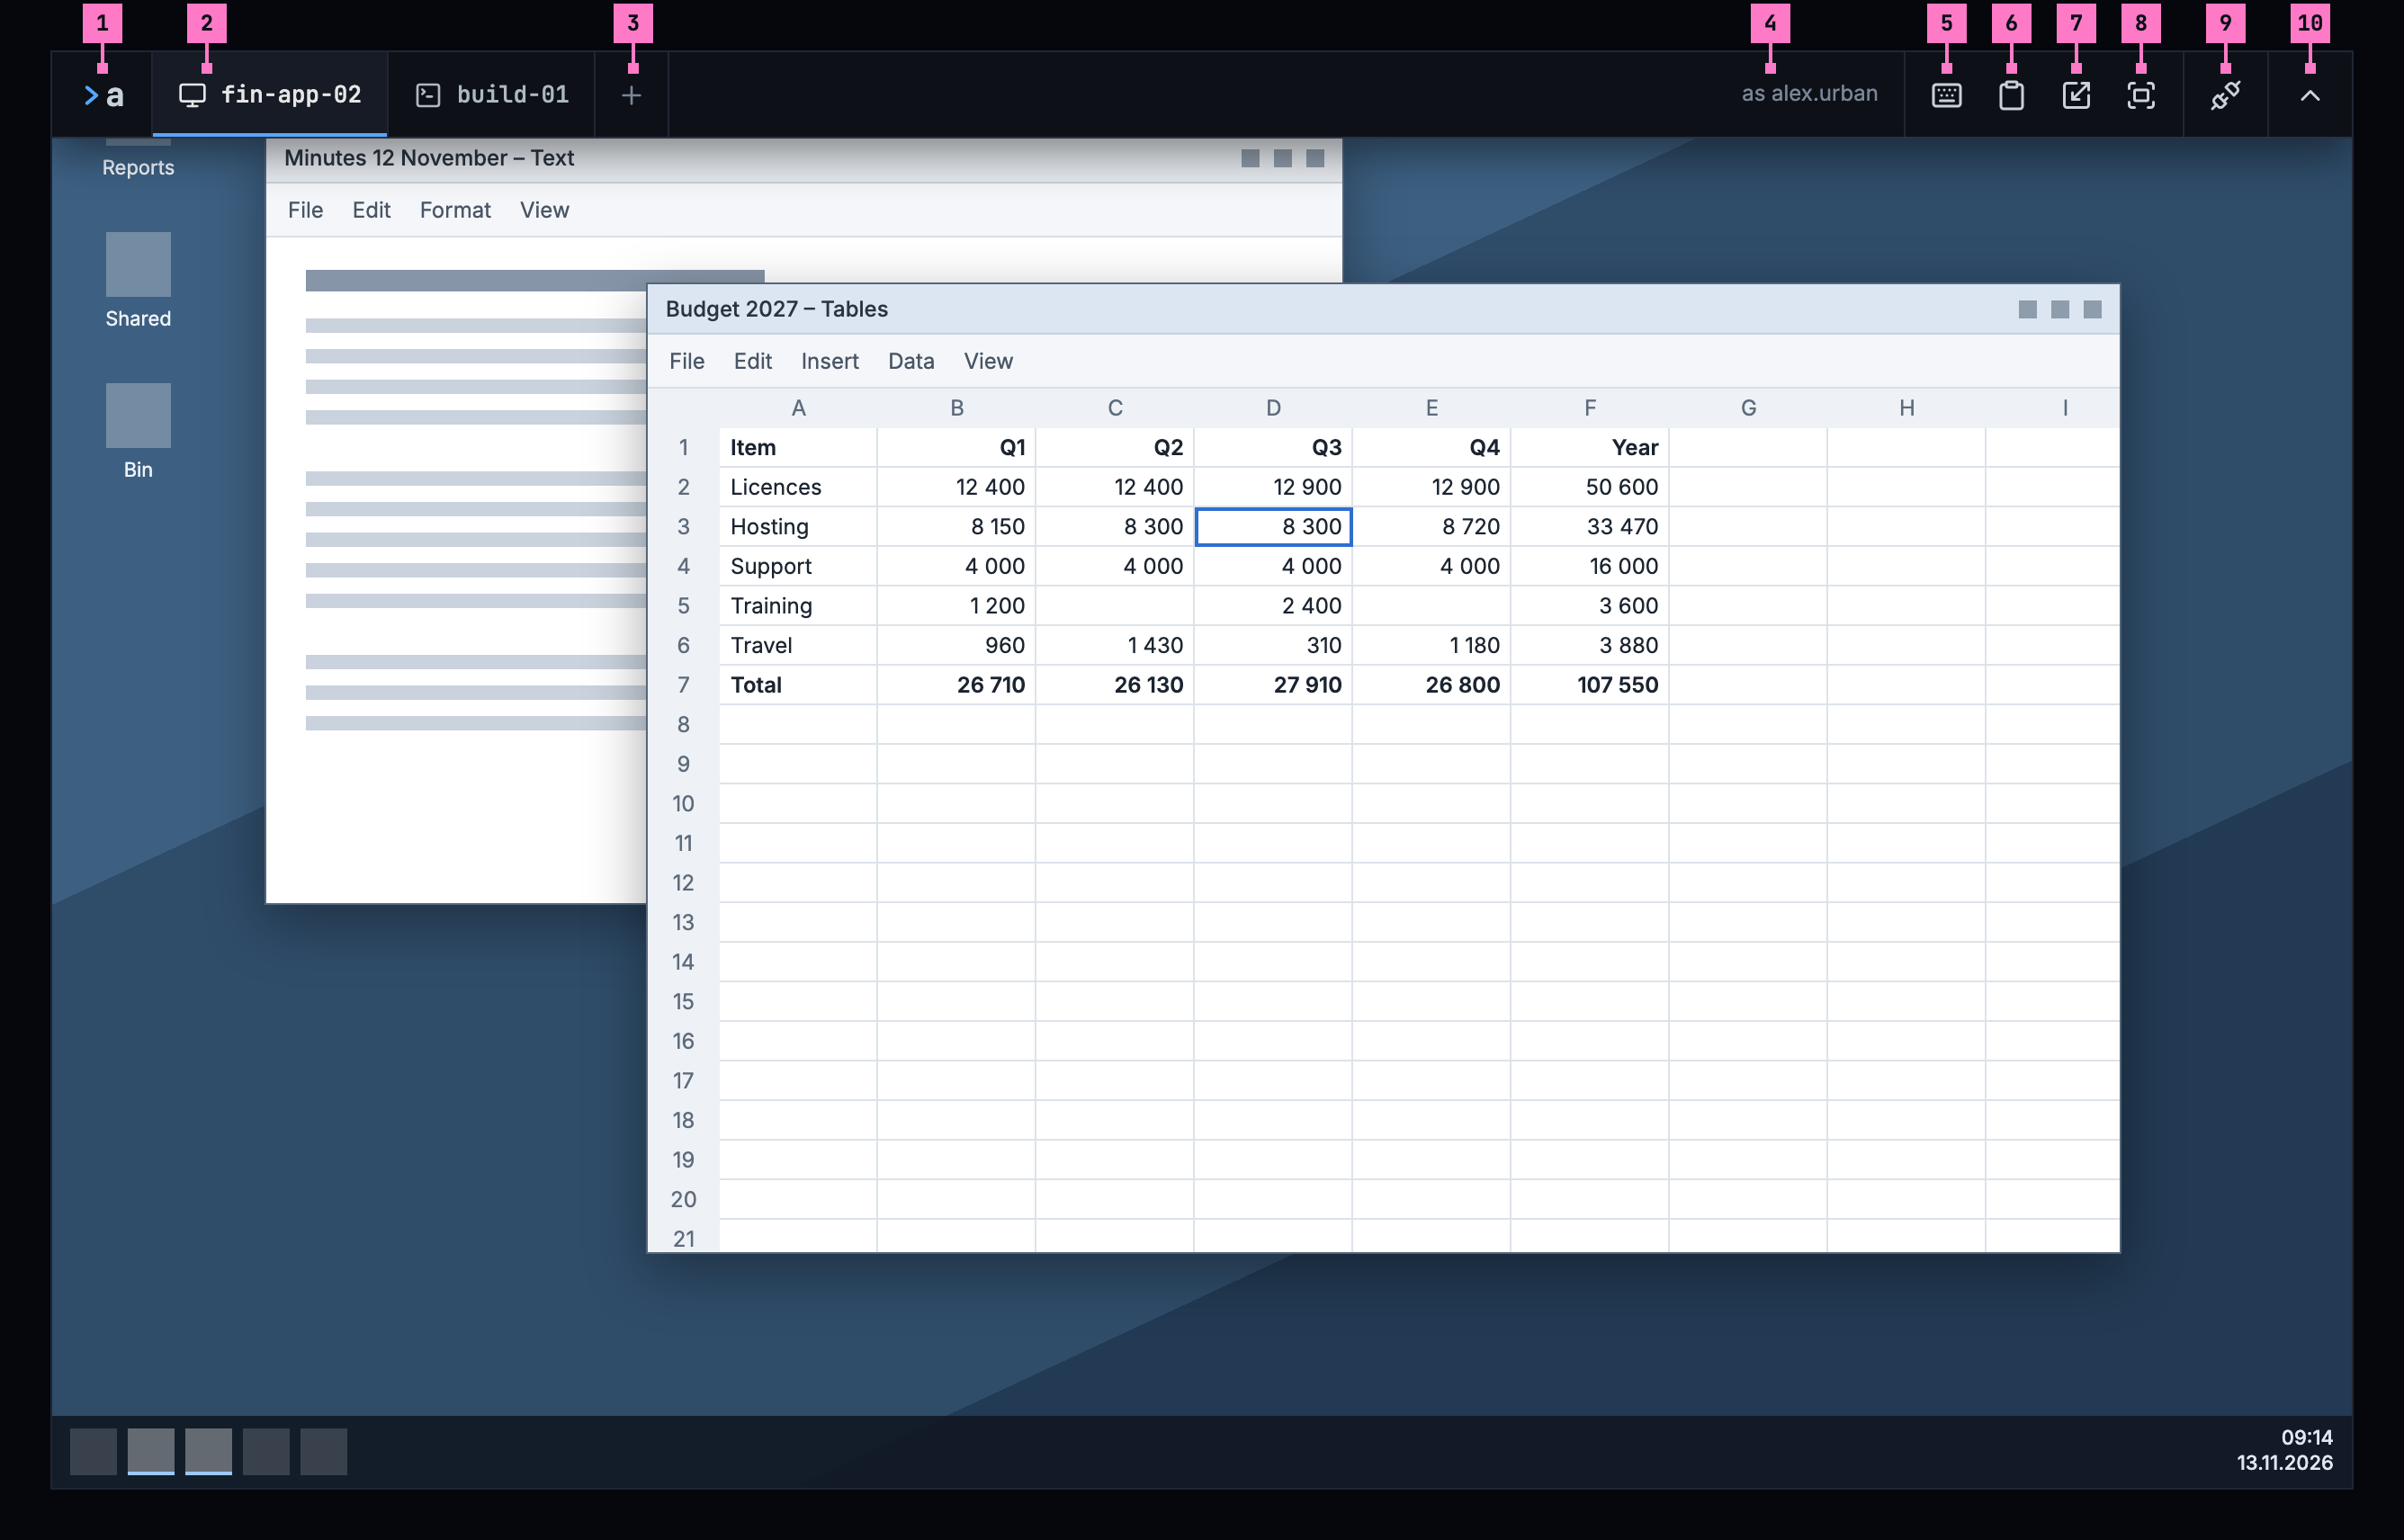 1 2 3 4 5 6 7 8 9 10
>a fin-app-02 build-01 + as alex.urban
Reports
Shared
Bin
Minutes 12 November – Text
File Edit Format View
Budget 2027 – Tables
File Edit Insert Data View
A B C D E F G H I
1 Item Q1 Q2 Q3 Q4 Year
2 Licences 12 400 12 400 12 900 12 900 50 600
3 Hosting 8 150 8 300 8 300 8 720 33 470
4 Support 4 000 4 000 4 000 4 000 16 000
5 Training 1 200 2 400 3 600
6 Travel 960 1 430 310 1 180 3 880
7 Total 26 710 26 130 27 910 26 800 107 550
8
9
10
11
12
13
14
15
16
17
18
19
20
21
09:14
13.11.2026